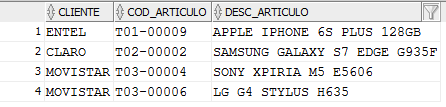 CLIENTE COD_ARTICULO DESC_ARTICULO
1 ENTEL T01-00009 APPLE IPHONE 6S PLUS 128GB
2 CLARO T02-00002 SAMSUNG GALAXY S7 EDGE G935F
3 MOVISTAR T03-00004 SONY XPIRIA M5 E5606
4 MOVISTAR T03-00006 LG G4 STYLUS H635